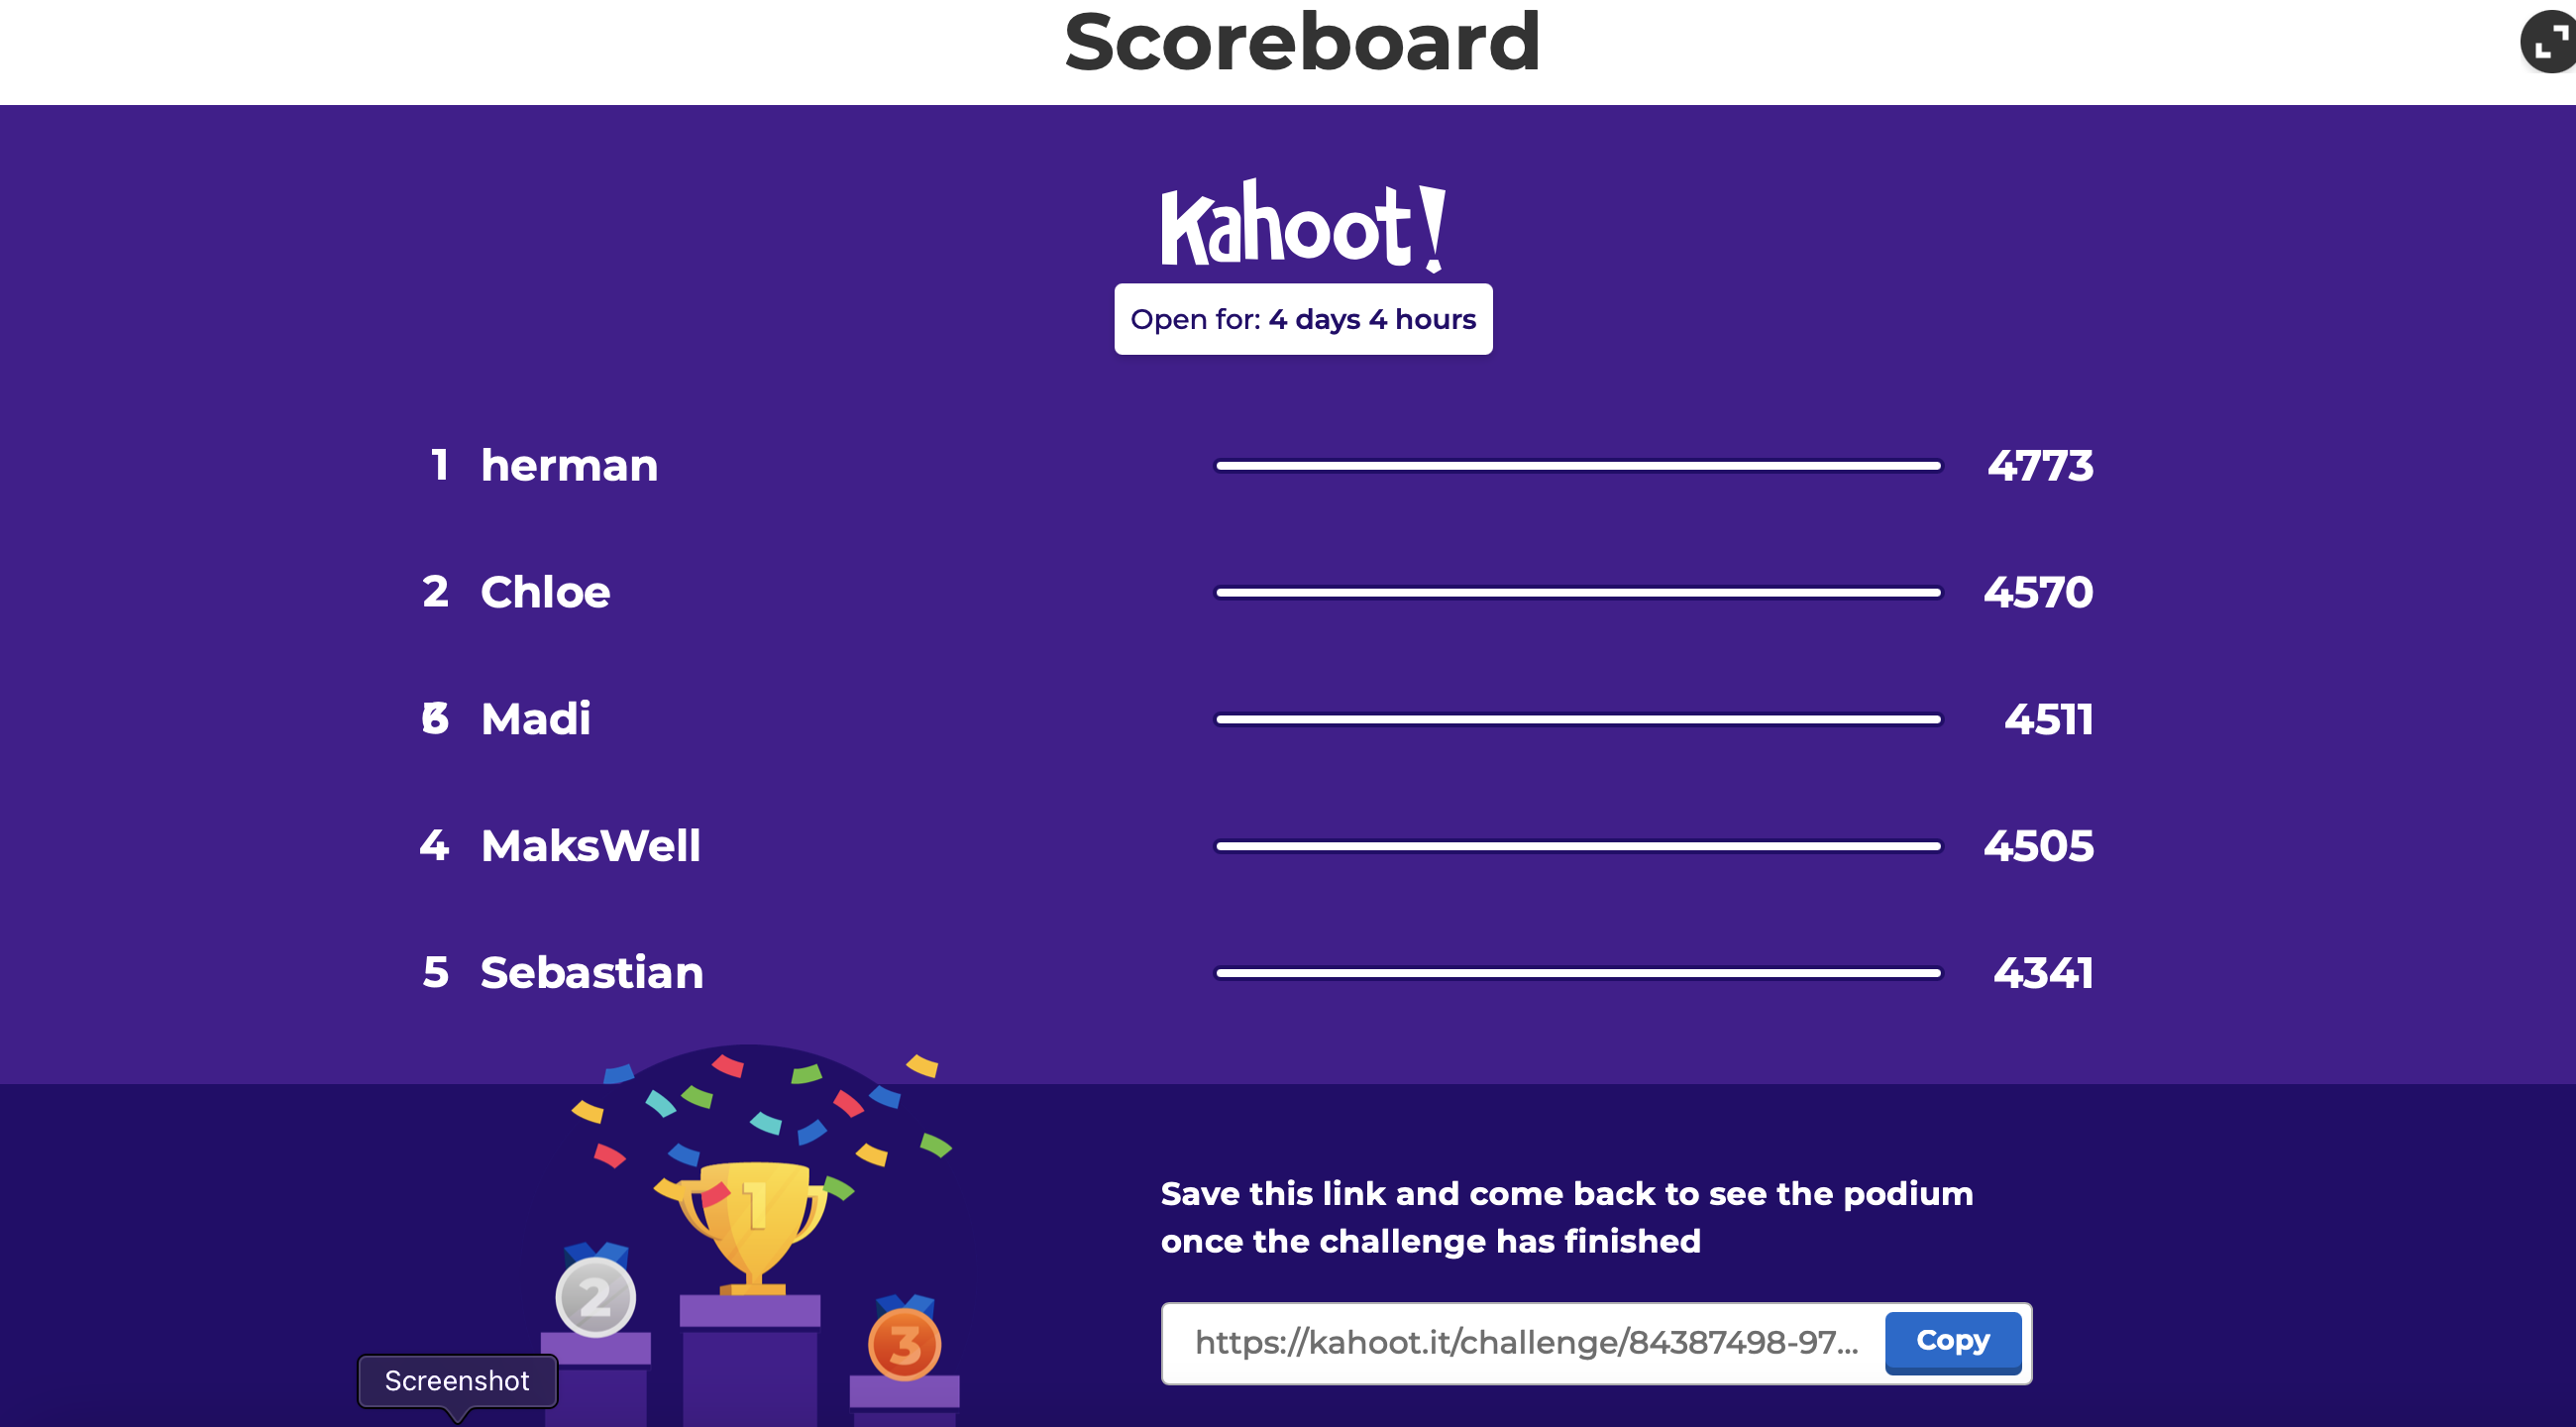 Scoreboard
Kahoot!
Open for: 4 days 4 hours
1 herman 4773
2 Chloe 4570
Madi 4511
4 MaksWell 4505
5 Sebastian 4341
1
2
3
Save this link and come back to see the podium
once the challenge has finished
https://kahoot.it/challenge/84387498-97... Copy
Screenshot